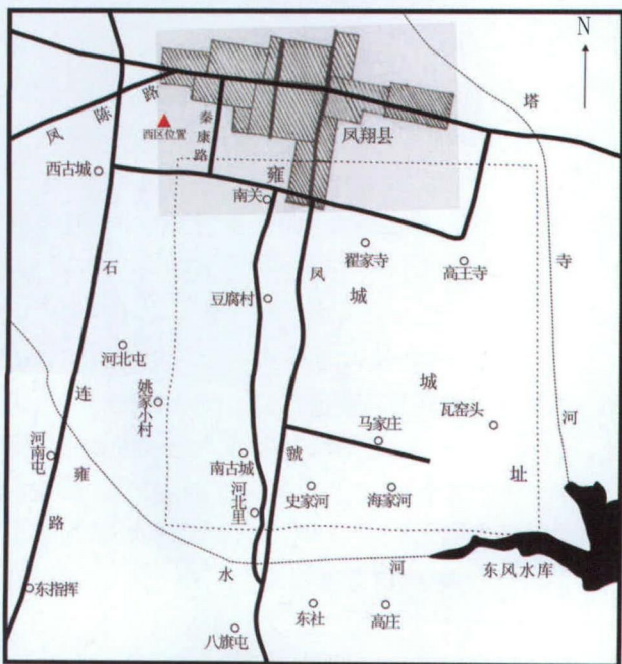 N
塔寺河
凤陈路
秦康路
西区位置
凤翔县
西古城
雍城城址
南关
翟家寺
高王寺
石连路
凤虢
豆腐村
河北屯
姚家小村
马家庄
瓦窑头
河南屯
雍水河
南古城
河北里
史家河
海家河
东风水库
东指挥
东社
高庄
八旗屯